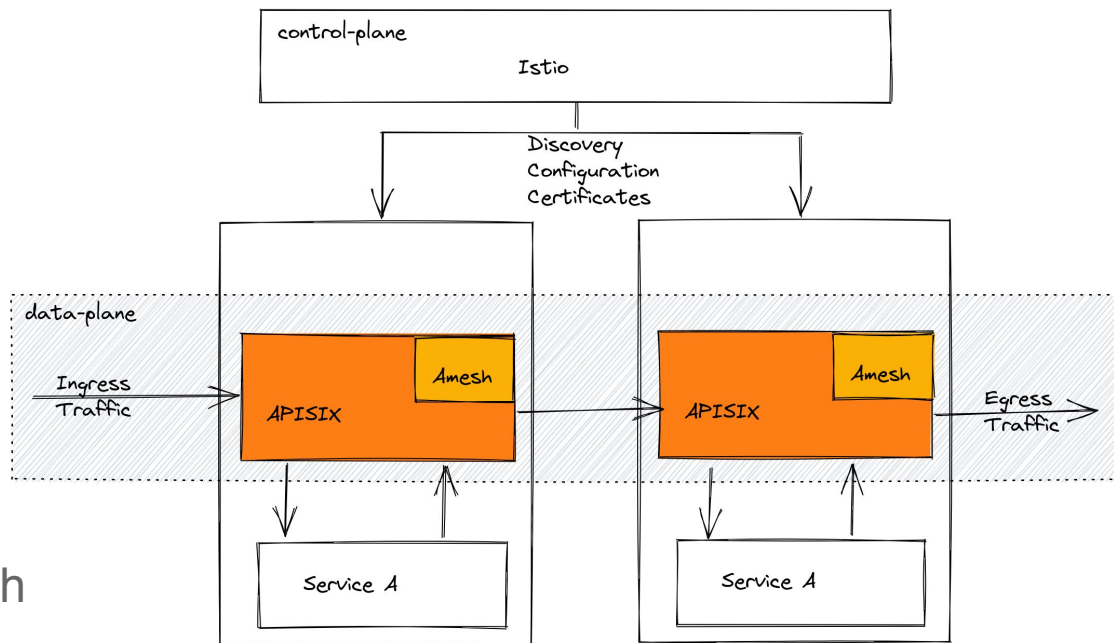 control-plane
Istio
Discovery
Configuration
Certificates
data-plane
Ingress
Traffic
Amesh
APISIX
Amesh
APISIX
Egress
Traffic
Service A
Service A
h